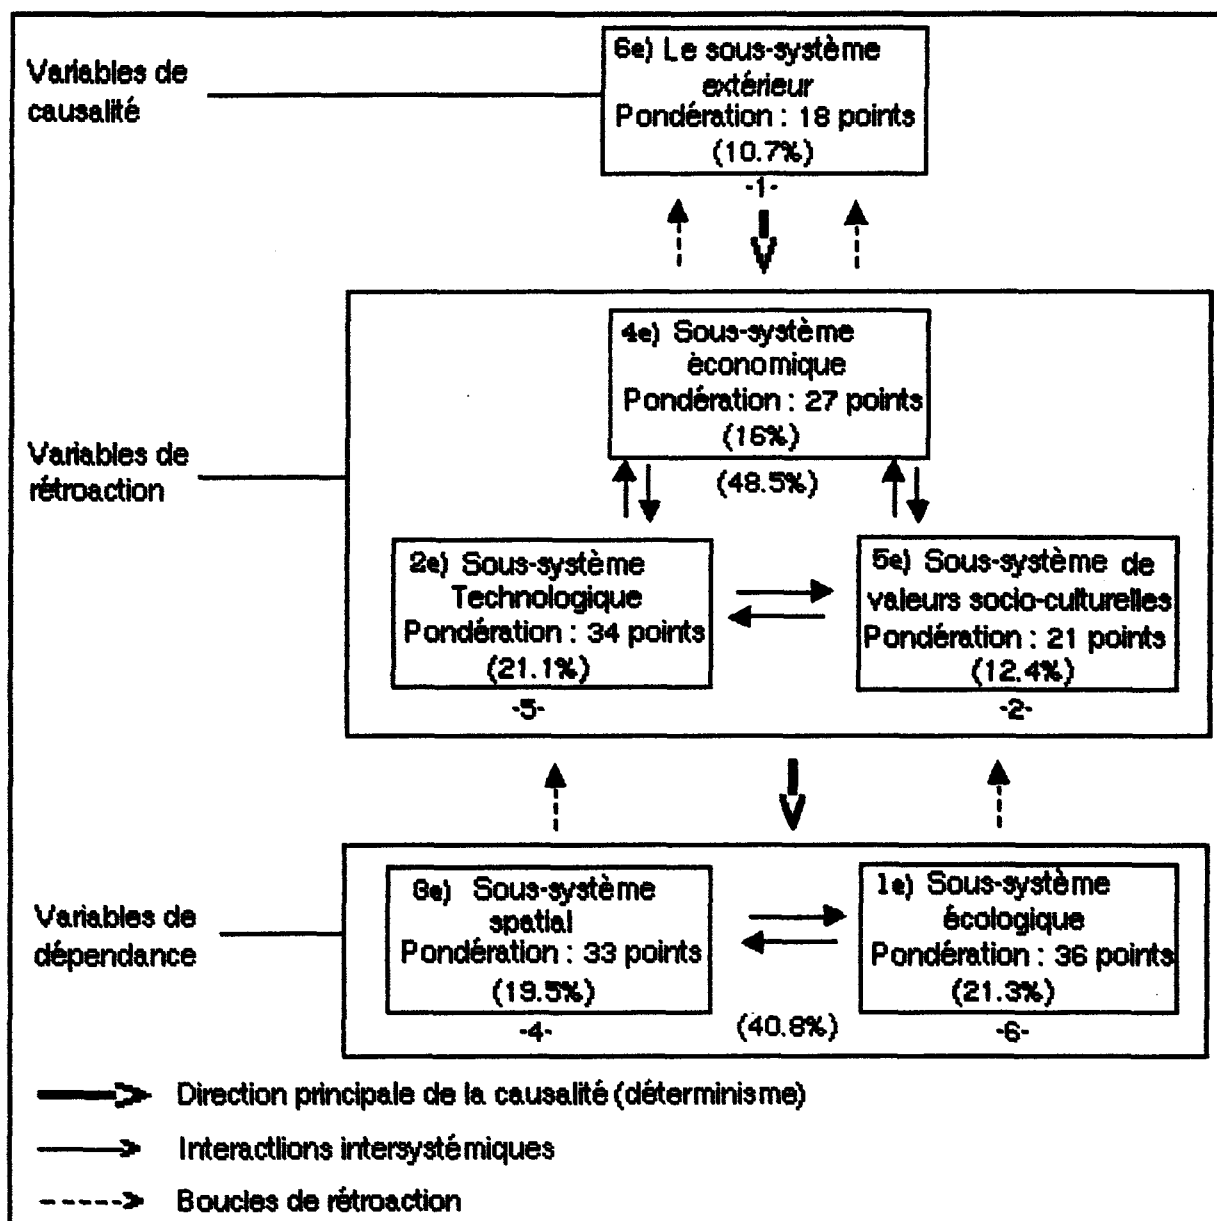 Variables de
causalité
6e) Le sous-système
extérieur
Pondération : 18 points
(10.7%)
-1-
Variables de
rétroaction
4e) Sous-système
èconomique
Pondération : 27 points
(16%)
(48.5%)
2e) Sous-système
Technologique
Pondération : 34 points
(21.1%)
-5-
5e) Sous-système de
valeurs socio-culturelles
Pondération : 21 points
(12.4%)
-2-
Variables de
dépendance
3e) Sous-système
spatial
Pondération : 33 points
(19.5%)
-4-
(40.8%)
1e) Sous-système
écologique
Pondération : 36 points
(21.3%)
-6-
Direction principale de la causalité (déterminisme)
Interactlions intersystémiques
Boucles de rétroaction